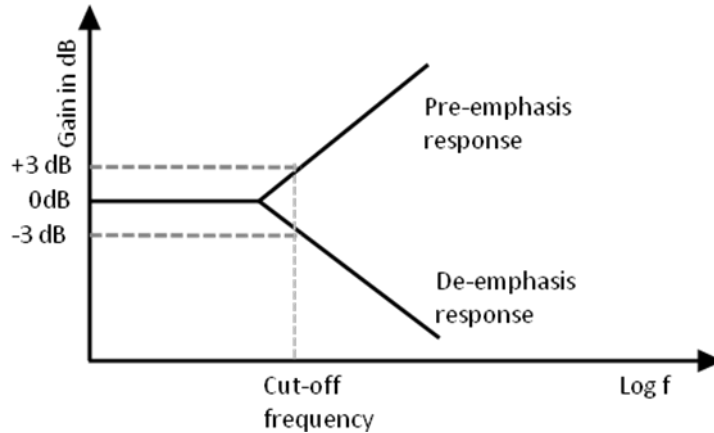 Gain in dB
Pre-emphasis
response
+3 dB
0dB
-3 dB
De-emphasis
response
Cut-off
frequency
Log f